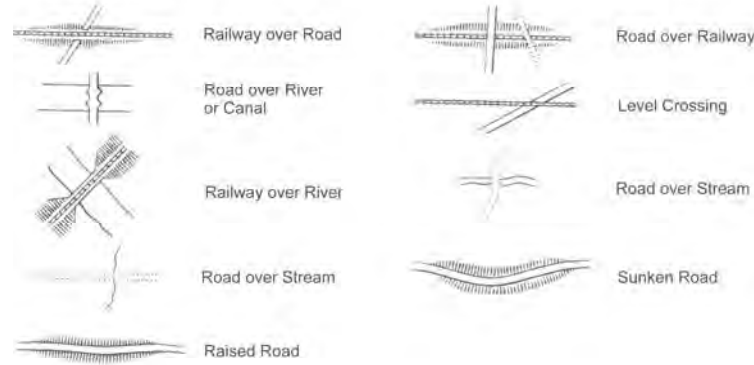 Railway over Road
Road over River
or Canal
Railway over River
Road over Stream
Raised Road
Road over Railway
Level Crossing
Road over Stream
Sunken Road